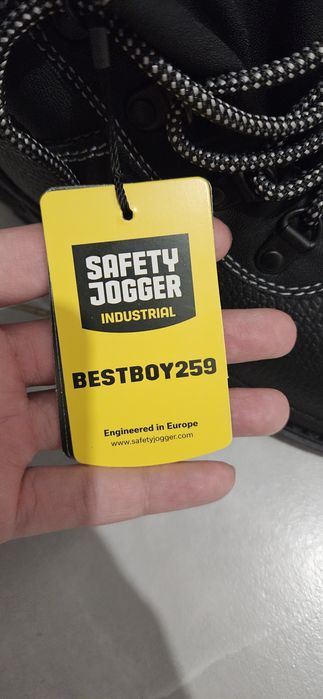 SAFETY
JOGGER
INDUSTRIAL
BESTBOY259
Engineered in Europe
www.safetyjogger.com